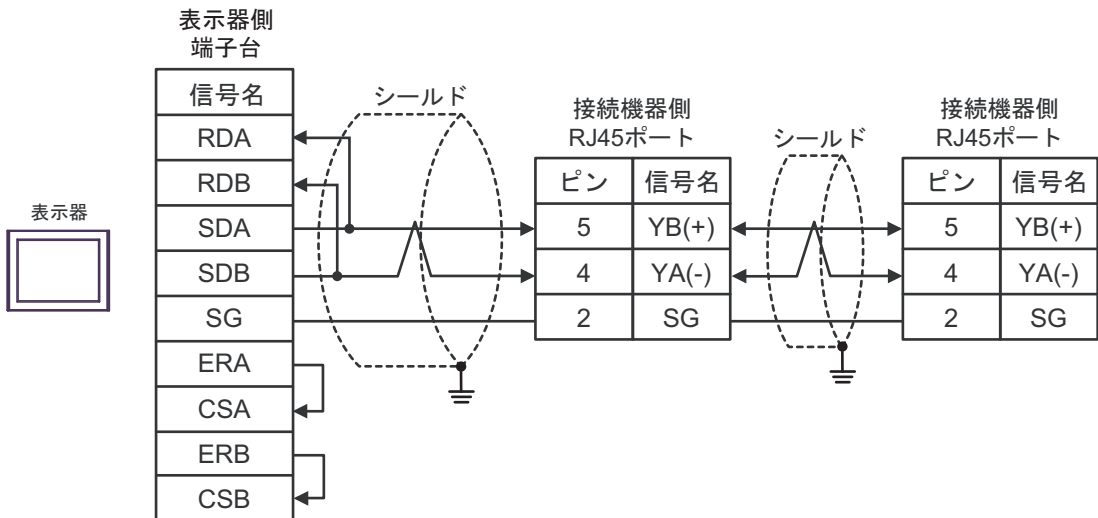 表示器
表示器側
端子台
信号名
RDA
RDB
SDA
SDB
SG
ERA
CSA
ERB
CSB
シールド
接続機器側
RJ45ポート
ピン 信号名
5 YB(+)
4 YA(-)
2 SG
シールド
接続機器側
RJ45ポート
ピン 信号名
5 YB(+)
4 YA(-)
2 SG